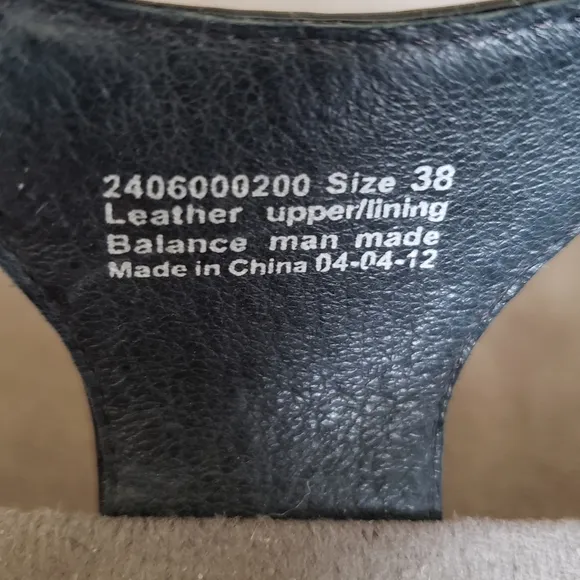 2406000200 Size 38
Leather upper/lining
Balance man made
Made in China 04-04-12